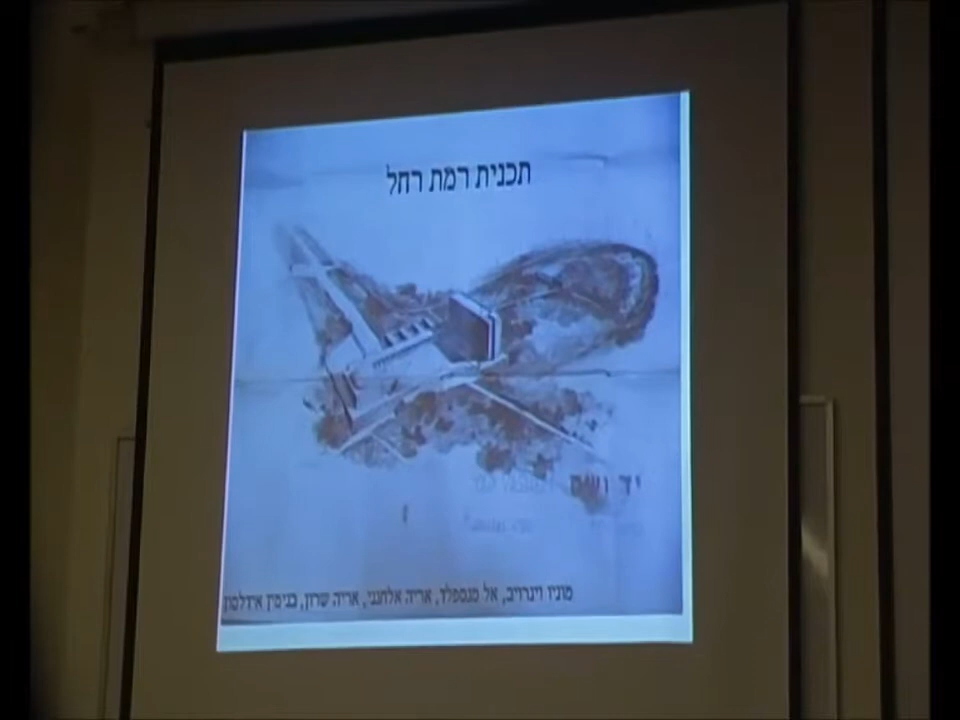 תכנית רמת רחל
יד ושם
מוניו וינרויב, אל מנספלד, אריה אלחנני, אריה שרון, בנימין אידלסון